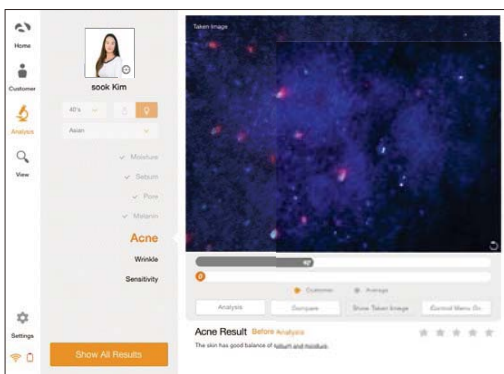 Home
Customer
Analysis
View
Settings
sook Kim
40's
Asian
Moisture
Sebum
Pore
Melanin
Acne
Wrinkle
Sensitivity
Show All Results
Taken Image
Customer
Average
Analysis
Compare
Show Taken Image
Control Menu On
Acne Result Before Analysis
The skin has good balance of sebum and moisture.